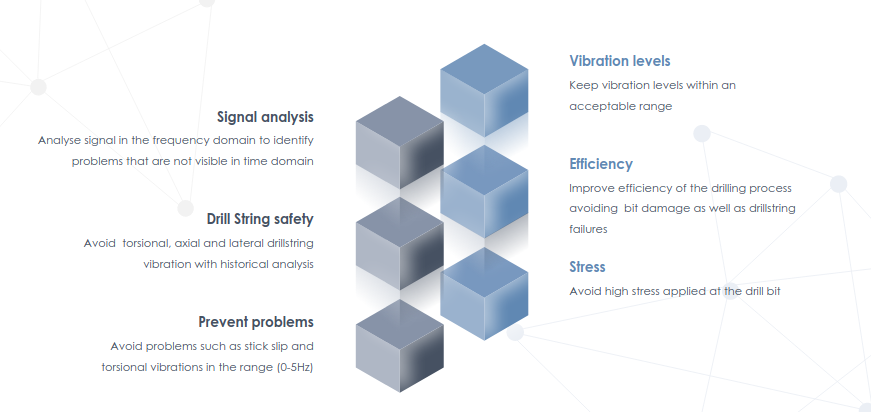 Signal analysis
Analyse signal in the frequency domain to identify
problems that are not visible in time domain
Drill String safety
Avoid  torsional, axial and lateral drillstring
vibration with historical analysis
Prevent problems
Avoid problems such as stick slip and
torsional vibrations in the range (0-5Hz)
Vibration levels
Keep vibration levels within an
acceptable range
Efficiency
Improve efficiency of the drilling process
avoiding  bit damage as well as drillstring
failures
Stress
Avoid high stress applied at the drill bit